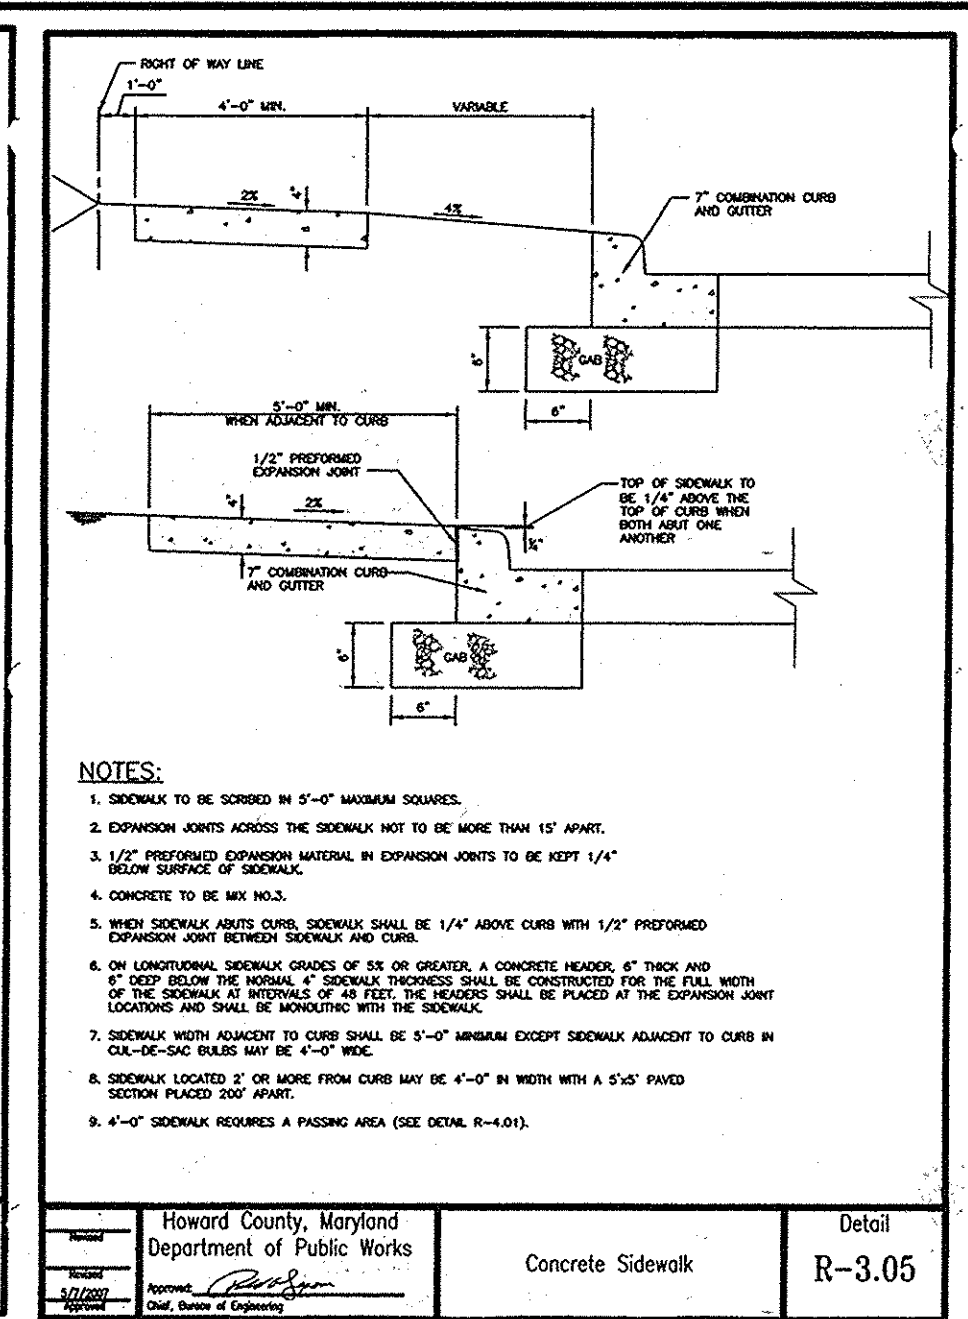 RIGHT OF WAY LINE
1'-0"
4'-0" MIN.
VARIABLE
2%
4"
4%
7" COMBINATION CURB
AND GUTTER
6"
GAB
6"
5'-0" MIN.
WHEN ADJACENT TO CURB
1/2" PREFORMED
EXPANSION JOINT
TOP OF SIDEWALK TO
BE 1/4" ABOVE THE
TOP OF CURB WHEN
BOTH ABUT ONE
ANOTHER
4"
2%
¼"
7" COMBINATION CURB
AND GUTTER
6"
GAB
6"
NOTES:
1. SIDEWALK TO BE SCRIBED IN 5'-0" MAXIMUM SQUARES.
2. EXPANSION JOINTS ACROSS THE SIDEWALK NOT TO BE MORE THAN 15' APART.
3. 1/2" PREFORMED EXPANSION MATERIAL IN EXPANSION JOINTS TO BE KEPT 1/4"
BELOW SURFACE OF SIDEWALK.
4. CONCRETE TO BE MIX NO.3.
5. WHEN SIDEWALK ABUTS CURB, SIDEWALK SHALL BE 1/4" ABOVE CURB WITH 1/2" PREFORMED
EXPANSION JOINT BETWEEN SIDEWALK AND CURB.
6. ON LONGITUDINAL SIDEWALK GRADES OF 5% OR GREATER, A CONCRETE HEADER, 6" THICK AND
6" DEEP BELOW THE NORMAL 4" SIDEWALK THICKNESS SHALL BE CONSTRUCTED FOR THE FULL WIDTH
OF THE SIDEWALK AT INTERVALS OF 48 FEET. THE HEADERS SHALL BE PLACED AT THE EXPANSION JOINT
LOCATIONS AND SHALL BE MONOLITHIC WITH THE SIDEWALK.
7. SIDEWALK WIDTH ADJACENT TO CURB SHALL BE 5'-0" MINIMUM EXCEPT SIDEWALK ADJACENT TO CURB IN
CUL-DE-SAC BULBS MAY BE 4'-0" WIDE.
8. SIDEWALK LOCATED 2' OR MORE FROM CURB MAY BE 4'-0" IN WIDTH WITH A 5'x5' PAVED
SECTION PLACED 200' APART.
9. 4'-0" SIDEWALK REQUIRES A PASSING AREA (SEE DETAIL R-4.01).
Revised
Revised
5/7/2007
Approved
Howard County, Maryland
Department of Public Works
Approved:
Chief, Bureau of Engineering
Concrete Sidewalk
Detail
R-3.05